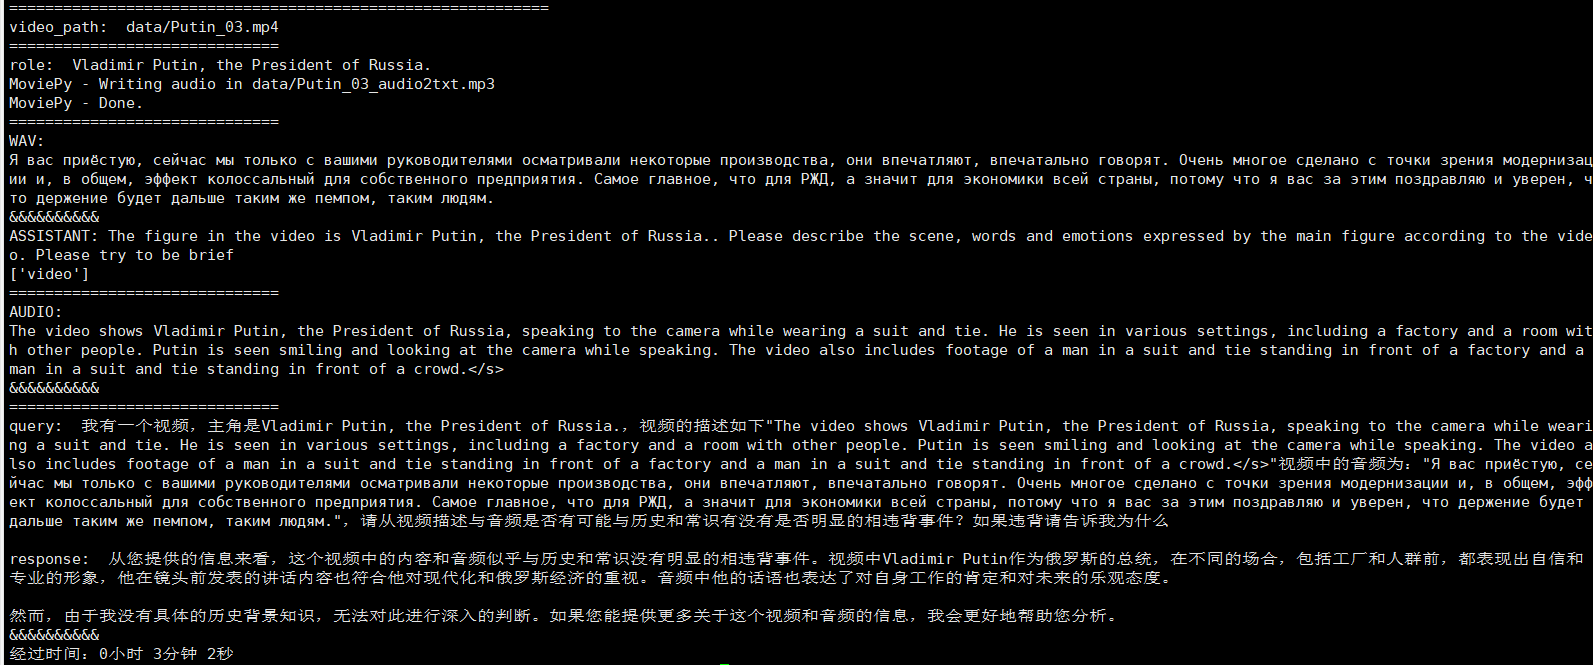 ============================================================
video_path:  data/Putin_03.mp4
==============================
role:  Vladimir Putin, the President of Russia.
MoviePy - Writing audio in data/Putin_03_audio2txt.mp3
MoviePy - Done.
==============================
WAV:
Я вас приёстую, сейчас мы только с вашими руководителями осматривали некоторые производства, они впечатляют, впечатально говорят. Очень многое сделано с точки зрения модернизац
ии и, в общем, эффект колоссальный для собственного предприятия. Самое главное, что для РЖД, а значит для экономики всей страны, потому что я вас за этим поздравляю и уверен, ч
то держение будет дальше таким же пемпом, таким людям.
&&&&&&&&&&
ASSISTANT: The figure in the video is Vladimir Putin, the President of Russia.. Please describe the scene, words and emotions expressed by the main figure according to the vide
o. Please try to be brief
['video']
==============================
AUDIO:
The video shows Vladimir Putin, the President of Russia, speaking to the camera while wearing a suit and tie. He is seen in various settings, including a factory and a room wit
h other people. Putin is seen smiling and looking at the camera while speaking. The video also includes footage of a man in a suit and tie standing in front of a factory and a
man in a suit and tie standing in front of a crowd.</s>
&&&&&&&&&&
==============================
query:  我有一个视频，主角是Vladimir Putin, the President of Russia.，视频的描述如下"The video shows Vladimir Putin, the President of Russia, speaking to the camera while weari
ng a suit and tie. He is seen in various settings, including a factory and a room with other people. Putin is seen smiling and looking at the camera while speaking. The video a
lso includes footage of a man in a suit and tie standing in front of a factory and a man in a suit and tie standing in front of a crowd.</s>"视频中的音频为："Я вас приёстую, се
йчас мы только с вашими руководителями осматривали некоторые производства, они впечатляют, впечатально говорят. Очень многое сделано с точки зрения модернизации и, в общем, эфф
ект колоссальный для собственного предприятия. Самое главное, что для РЖД, а значит для экономики всей страны, потому что я вас за этим поздравляю и уверен, что держение будет
дальше таким же пемпом, таким людям."，请从视频描述与音频是否有可能与历史和常识有没有是否明显的相违背事件？如果违背请告诉我为什么
response:  从您提供的信息来看，这个视频中的内容和音频似乎与历史和常识没有明显的相违背事件。视频中Vladimir Putin作为俄罗斯的总统，在不同的场合，包括工厂和人群前，都表现出自信和
专业的形象，他在镜头前发表的讲话内容也符合他对现代化和俄罗斯经济的重视。音频中他的话语也表达了对自身工作的肯定和对未来的乐观态度。
然而，由于我没有具体的历史背景知识，无法对此进行深入的判断。如果您能提供更多关于这个视频和音频的信息，我会更好地帮助您分析。
&&&&&&&&&&
经过时间：0小时 3分钟 2秒